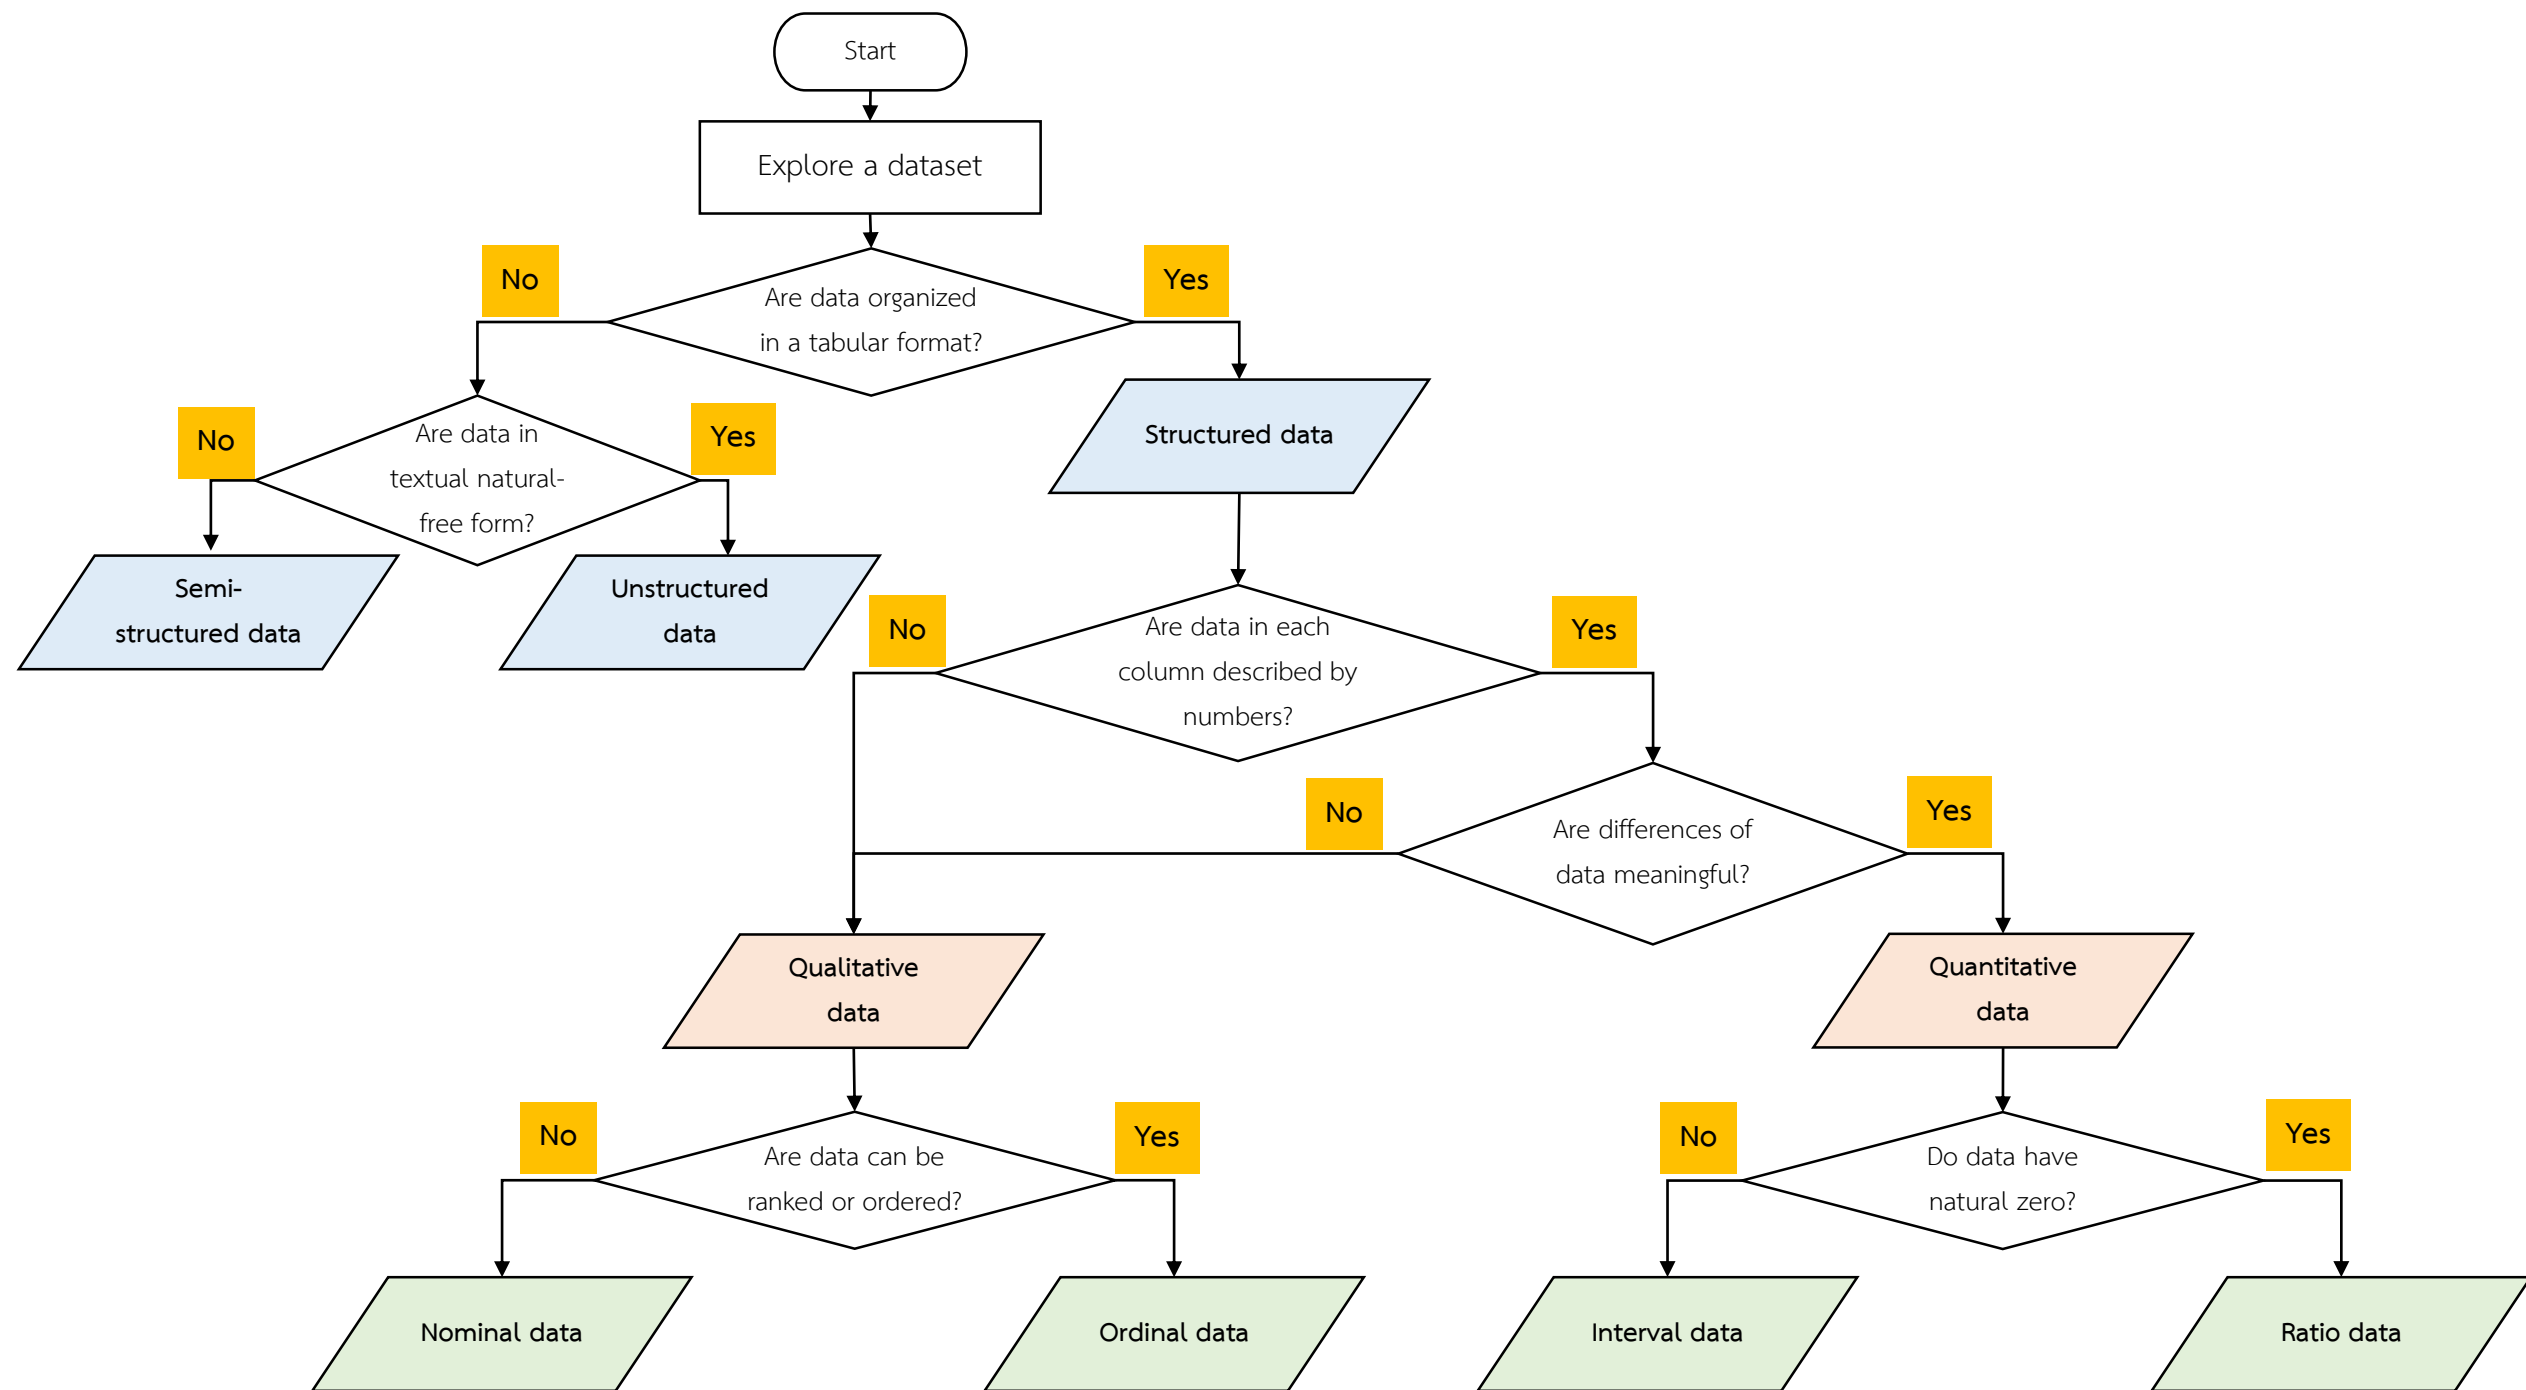 Start
Explore a dataset
No
Yes
Are data organized
in a tabular format?
No
Yes
Are data in
textual natural-
free form?
Structured data
Semi-
structured data
Unstructured
data
No
Yes
Are data in each
column described by
numbers?
No
Yes
Are differences of
data meaningful?
Qualitative
data
Quantitative
data
No
Yes
Are data can be
ranked or ordered?
No
Yes
Do data have
natural zero?
Nominal data
Ordinal data
Interval data
Ratio data